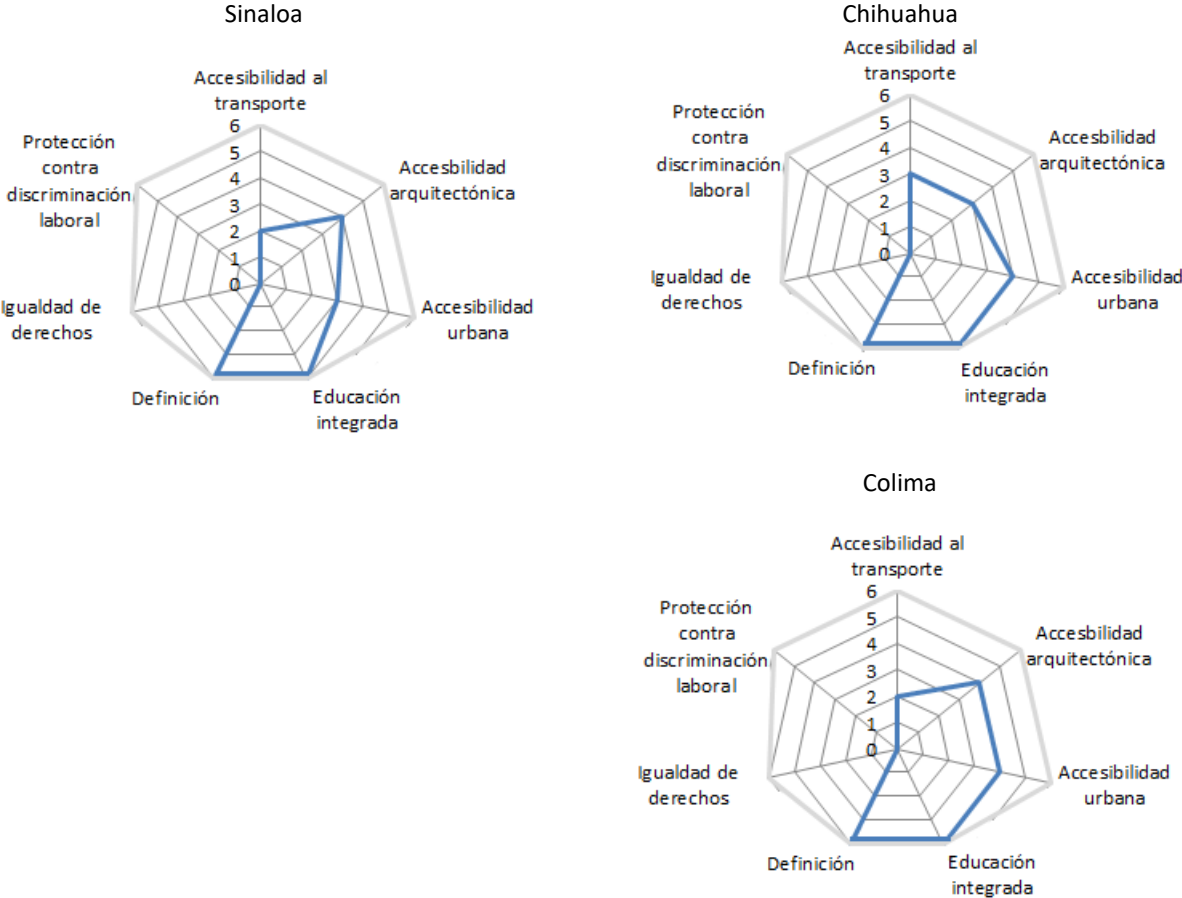 Sinaloa
Accesibilidad al
transporte
Accesbilidad
arquitectónica
Accesibilidad
urbana
Educación
integrada
Definición
Igualdad de
derechos
Protección
contra
discriminación
laboral
6
5
4
3
2
1
0
Chihuahua
Accesibilidad al
transporte
Accesibilidad
arquitectónica
Accesibilidad
urbana
Educación
integrada
Definición
Igualdad de
derechos
Protección
contra
discriminación
laboral
6
5
4
3
2
1
0
Colima
Accesibilidad al
transporte
Accesbilidad
arquitectónica
Accesibilidad
urbana
Educación
integrada
Definición
Igualdad de
derechos
Protección
contra
discriminación
laboral
6
5
4
3
2
1
0